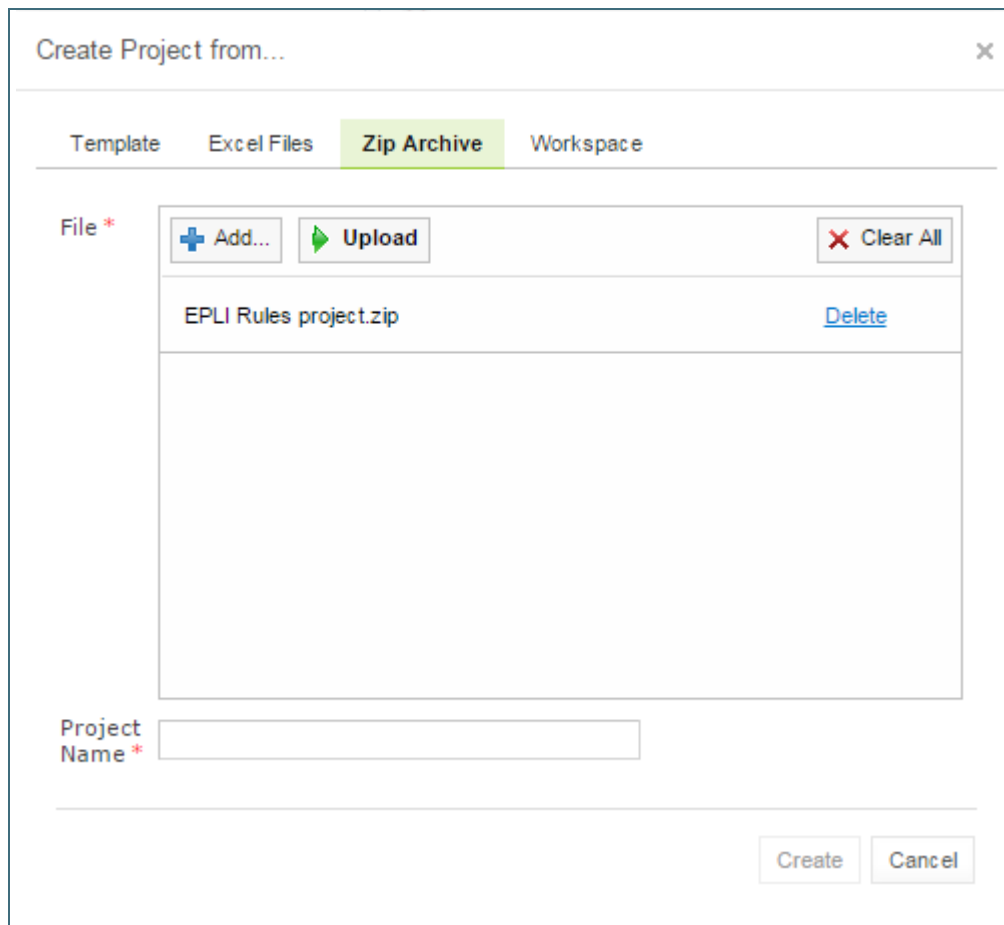 Create Project from...
×
Template Excel Files Zip Archive Workspace
File *
Add... Upload Clear All
EPLI Rules project.zip Delete
Project
Name *
Create Cancel